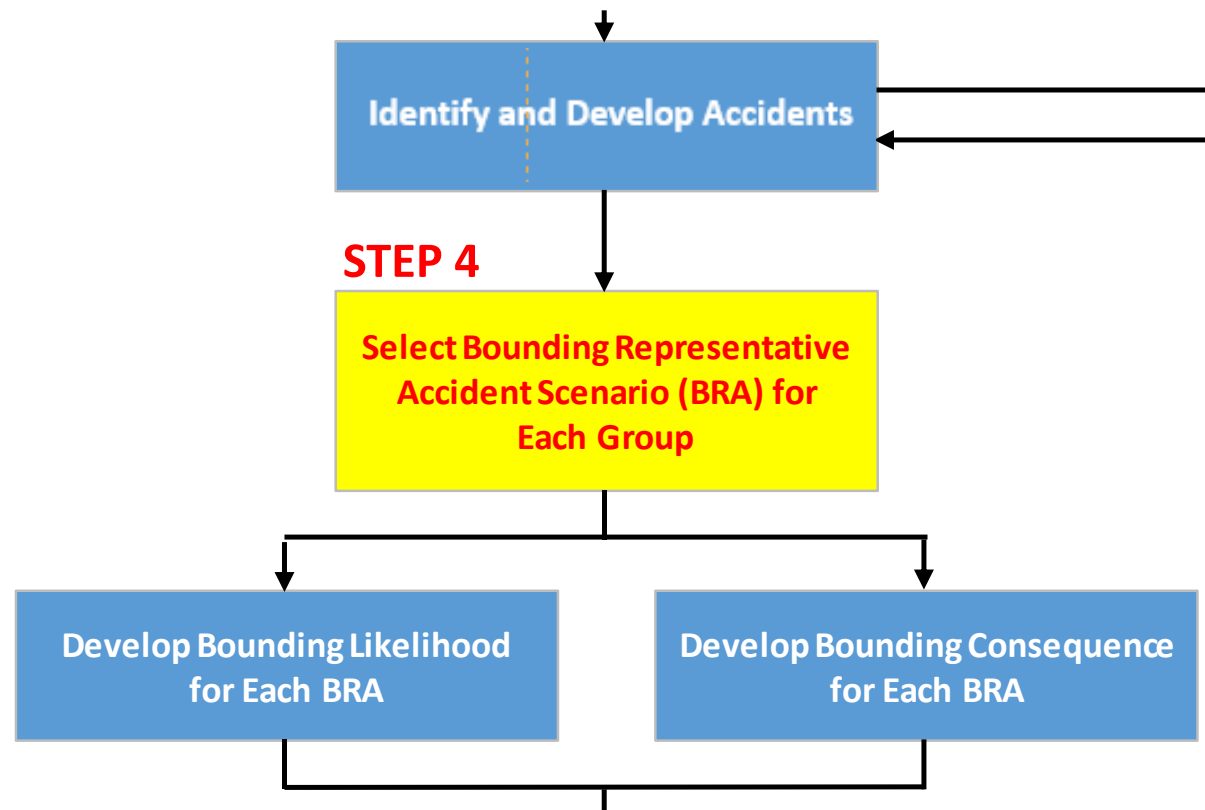 Identify and Develop Accidents
STEP 4
Select Bounding Representative
Accident Scenario (BRA) for
Each Group
Develop Bounding Likelihood
for Each BRA
Develop Bounding Consequence
for Each BRA